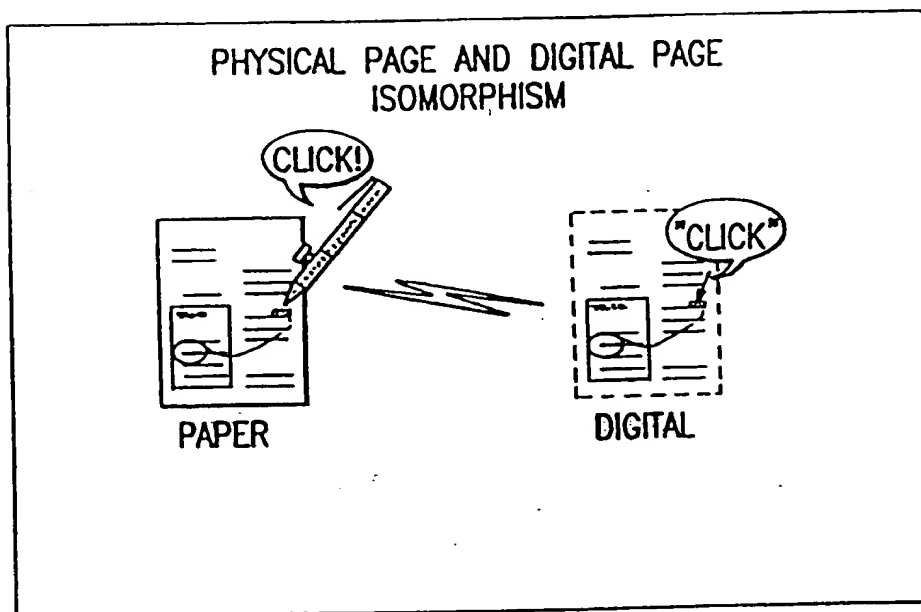 PHYSICAL PAGE AND DIGITAL PAGE
ISOMORPHISM
CLICK!
"CLICK"
PAPER
DIGITAL